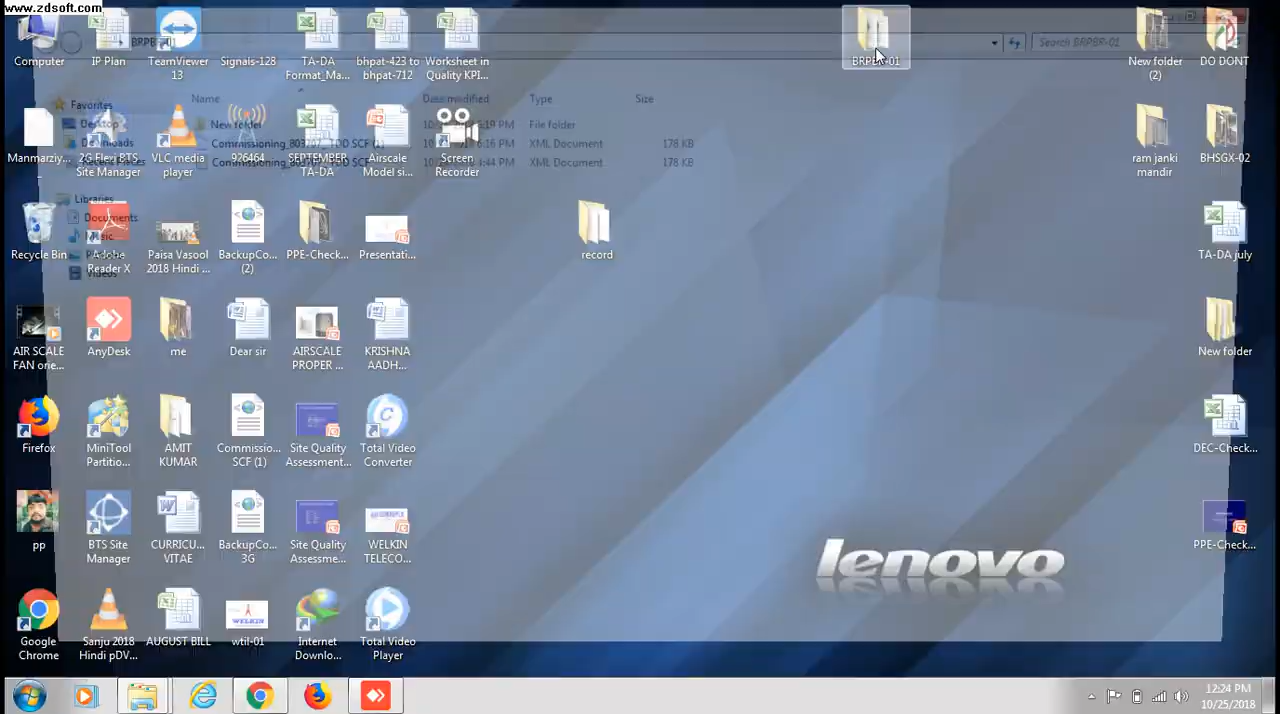 www.zdsoft.com
Computer
IP Plan
TeamViewer 13
Signals-128
TA-DA Format_Ma...
bhpat-423 to bhpat-712
Worksheet in Quality KPI...
BRPBR-01
New folder (2)
DO DONT
BRPBR-01
Search BRPBR-01
Favorites
Desktop
Downloads
Recent Places
Libraries
Documents
Music
Videos
Name
Date modified
Type
Size
New folder
File folder
XML Document
178 KB
XML Document
178 KB
Manmarziy...
2G Flexi BTS Site Manager
VLC media player
926464
SEPTEMBER TA-DA
Airscale Model si...
Screen Recorder
ram janki mandir
BHSGX-02
Recycle Bin
Adobe Reader X
Paisa Vasool 2018 Hindi ...
BackupCo... (2)
PPE-Check...
Presentati...
record
TA-DA july
AIR SCALE FAN orie...
AnyDesk
me
Dear sir
AIRSCALE PROPER ...
KRISHNA AADH...
New folder
Firefox
MiniTool Partitio...
AMIT KUMAR
Commissio... SCF (1)
Site Quality Assessment...
Total Video Converter
DEC-Check...
pp
BTS Site Manager
CURRICU... VITAE
BackupCo... 3G
Site Quality Assessme...
WELKIN TELECO...
PPE-Check...
lenovo
Google Chrome
Sanju 2018 Hindi pDV...
AUGUST BILL
WELKIN
wtil-01
Internet Downlo...
Total Video Player
12:24 PM
10/25/2018